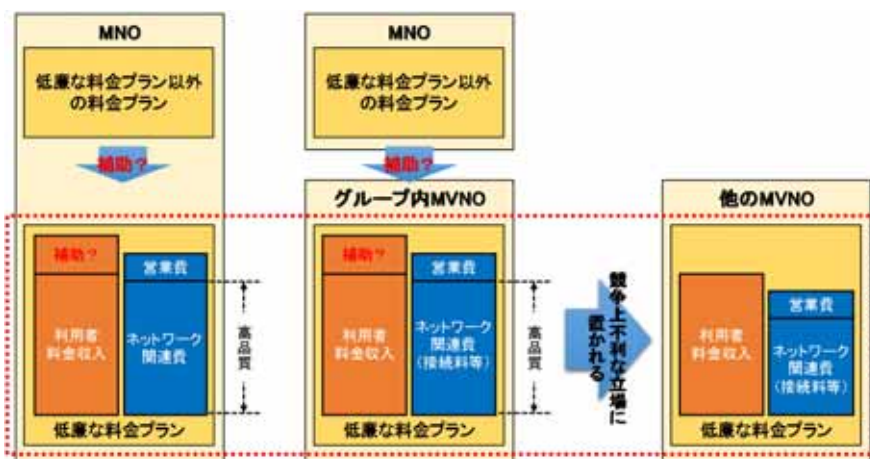 MNO
低廉な料金プラン以外
の料金プラン
補助?
補助?
利用者
料金収入
営業費
ネットワーク
関連費
高品質
低廉な料金プラン
MNO
低廉な料金プラン以外
の料金プラン
補助?
グループ内MVNO
補助?
利用者
料金収入
営業費
ネットワーク
関連費
(接続料等)
高品質
低廉な料金プラン
競争上不利な立場に
置かれる
他のMVNO
利用者
料金収入
営業費
ネットワーク
関連費
(接続料等)
低廉な料金プラン